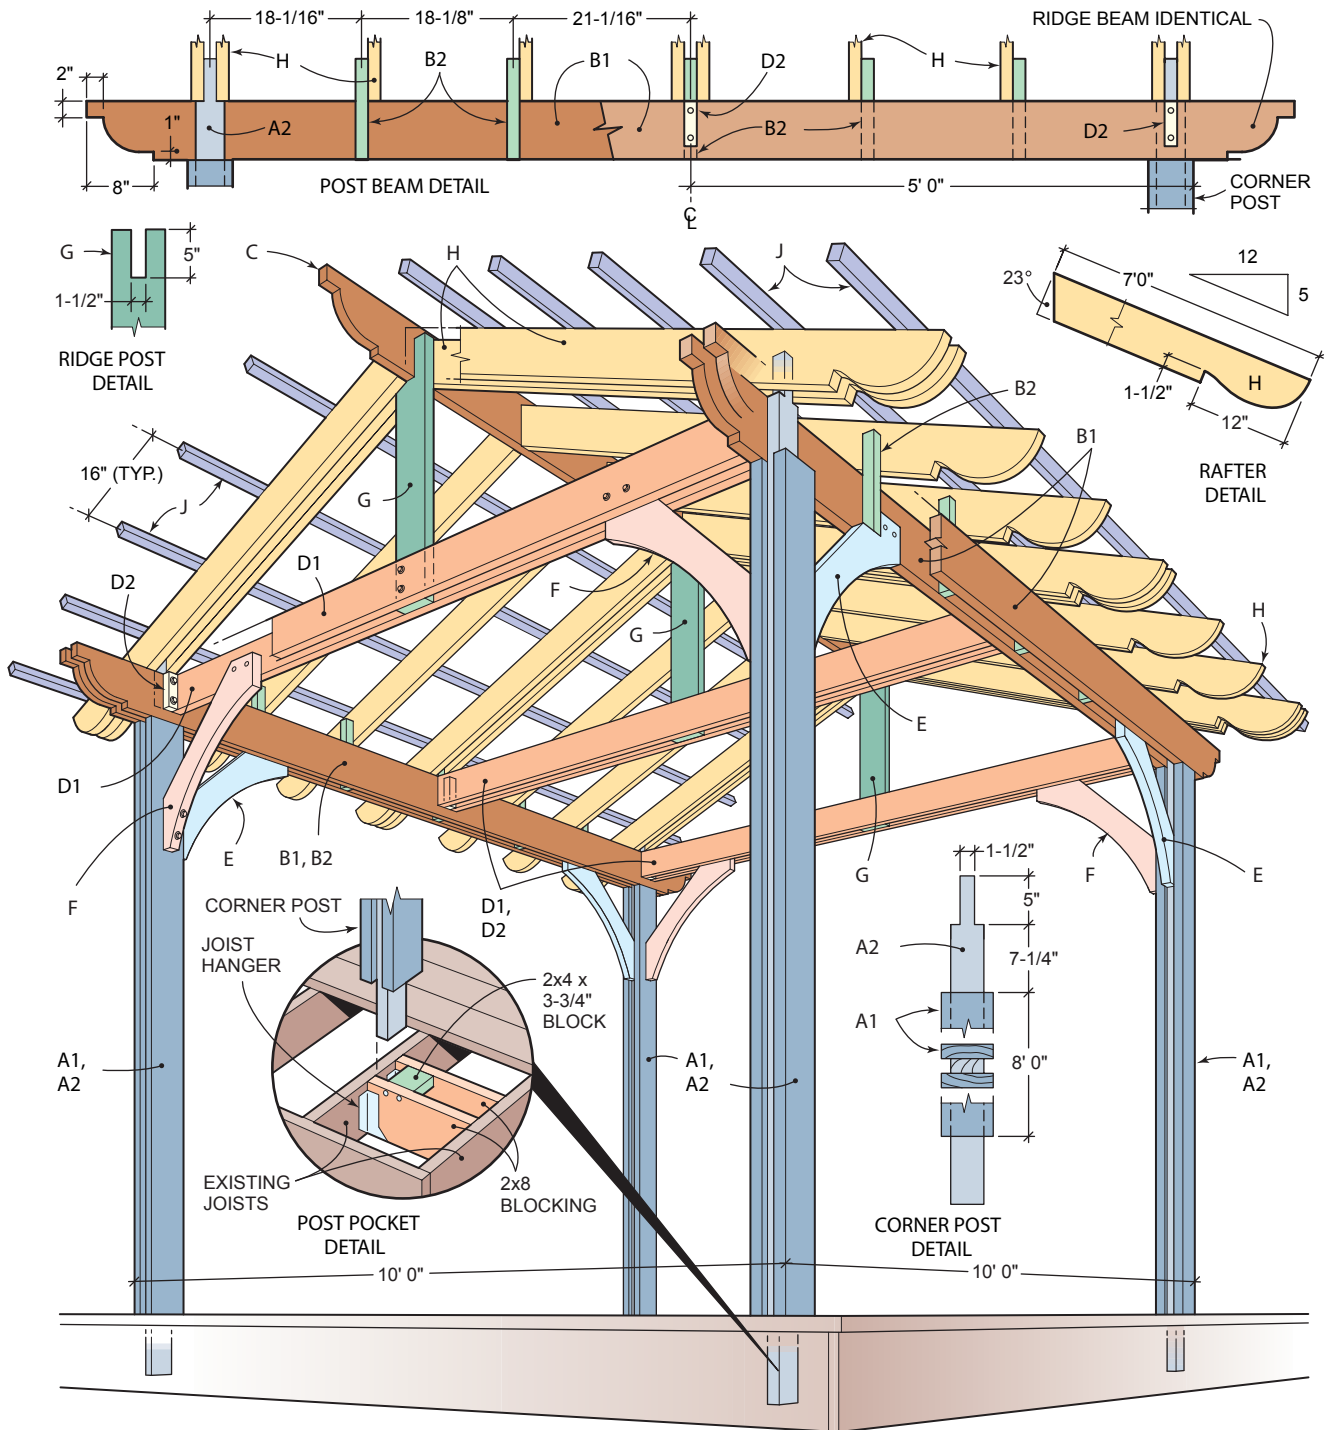 18-1/16"
18-1/8"
21-1/16"
RIDGE BEAM IDENTICAL
2"
H
B2
B1
D2
H
1"
A2
B2
D2
8"
POST BEAM DETAIL
5' 0"
CORNER
POST
CL
G
5"
1-1/2"
RIDGE POST
DETAIL
C
H
J
12
5
7'0"
23°
H
1-1/2"
12"
RAFTER
DETAIL
B2
B1
16" (TYP.)
J
G
D1
D2
F
G
H
E
D1
E
B1, B2
F
G
F
E
D1,
D2
CORNER POST
JOIST
HANGER
2x4 x
3-3/4"
BLOCK
EXISTING
JOISTS
2x8
BLOCKING
POST POCKET
DETAIL
1-1/2"
5"
A2
7-1/4"
A1
8' 0"
CORNER POST
DETAIL
A1,
A2
A1,
A2
A1,
A2
10' 0"
10' 0"